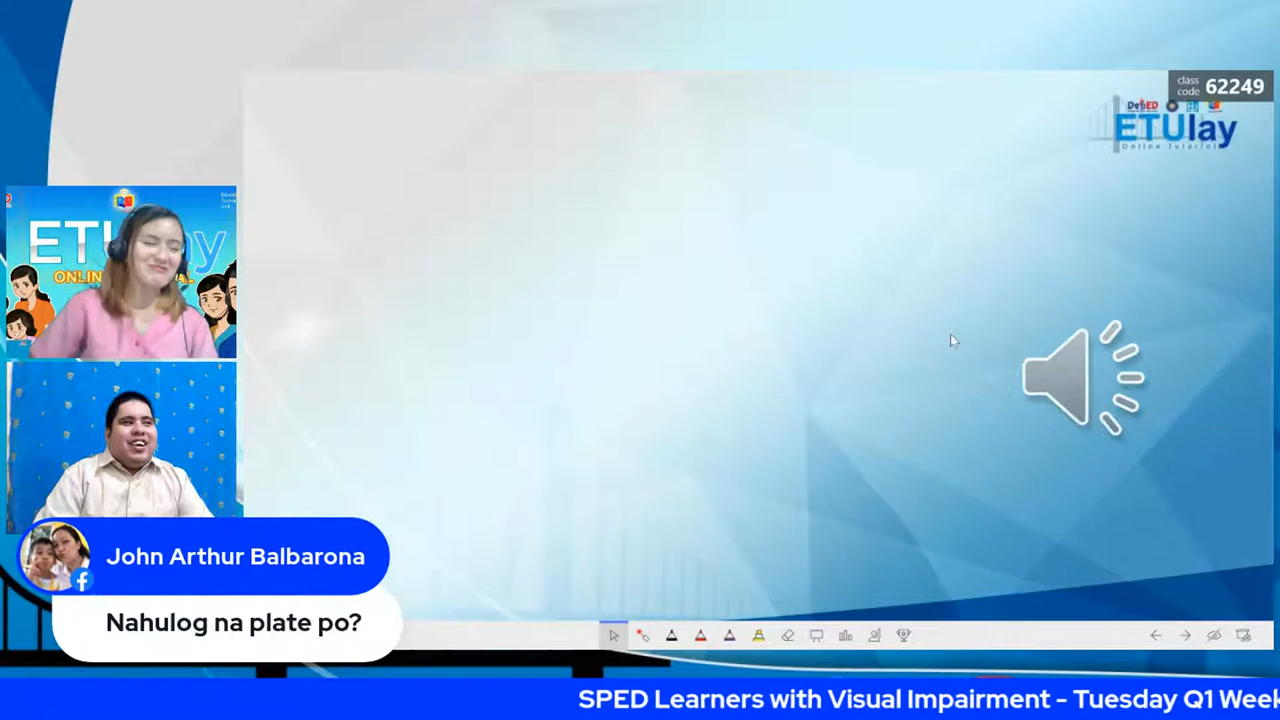 class code 62249
DepED
ETUlay
Online Tutorial
ETUlay
John Arthur Balbarona
Nahulog na plate po?
SPED Learners with Visual Impairment - Tuesday Q1 Week